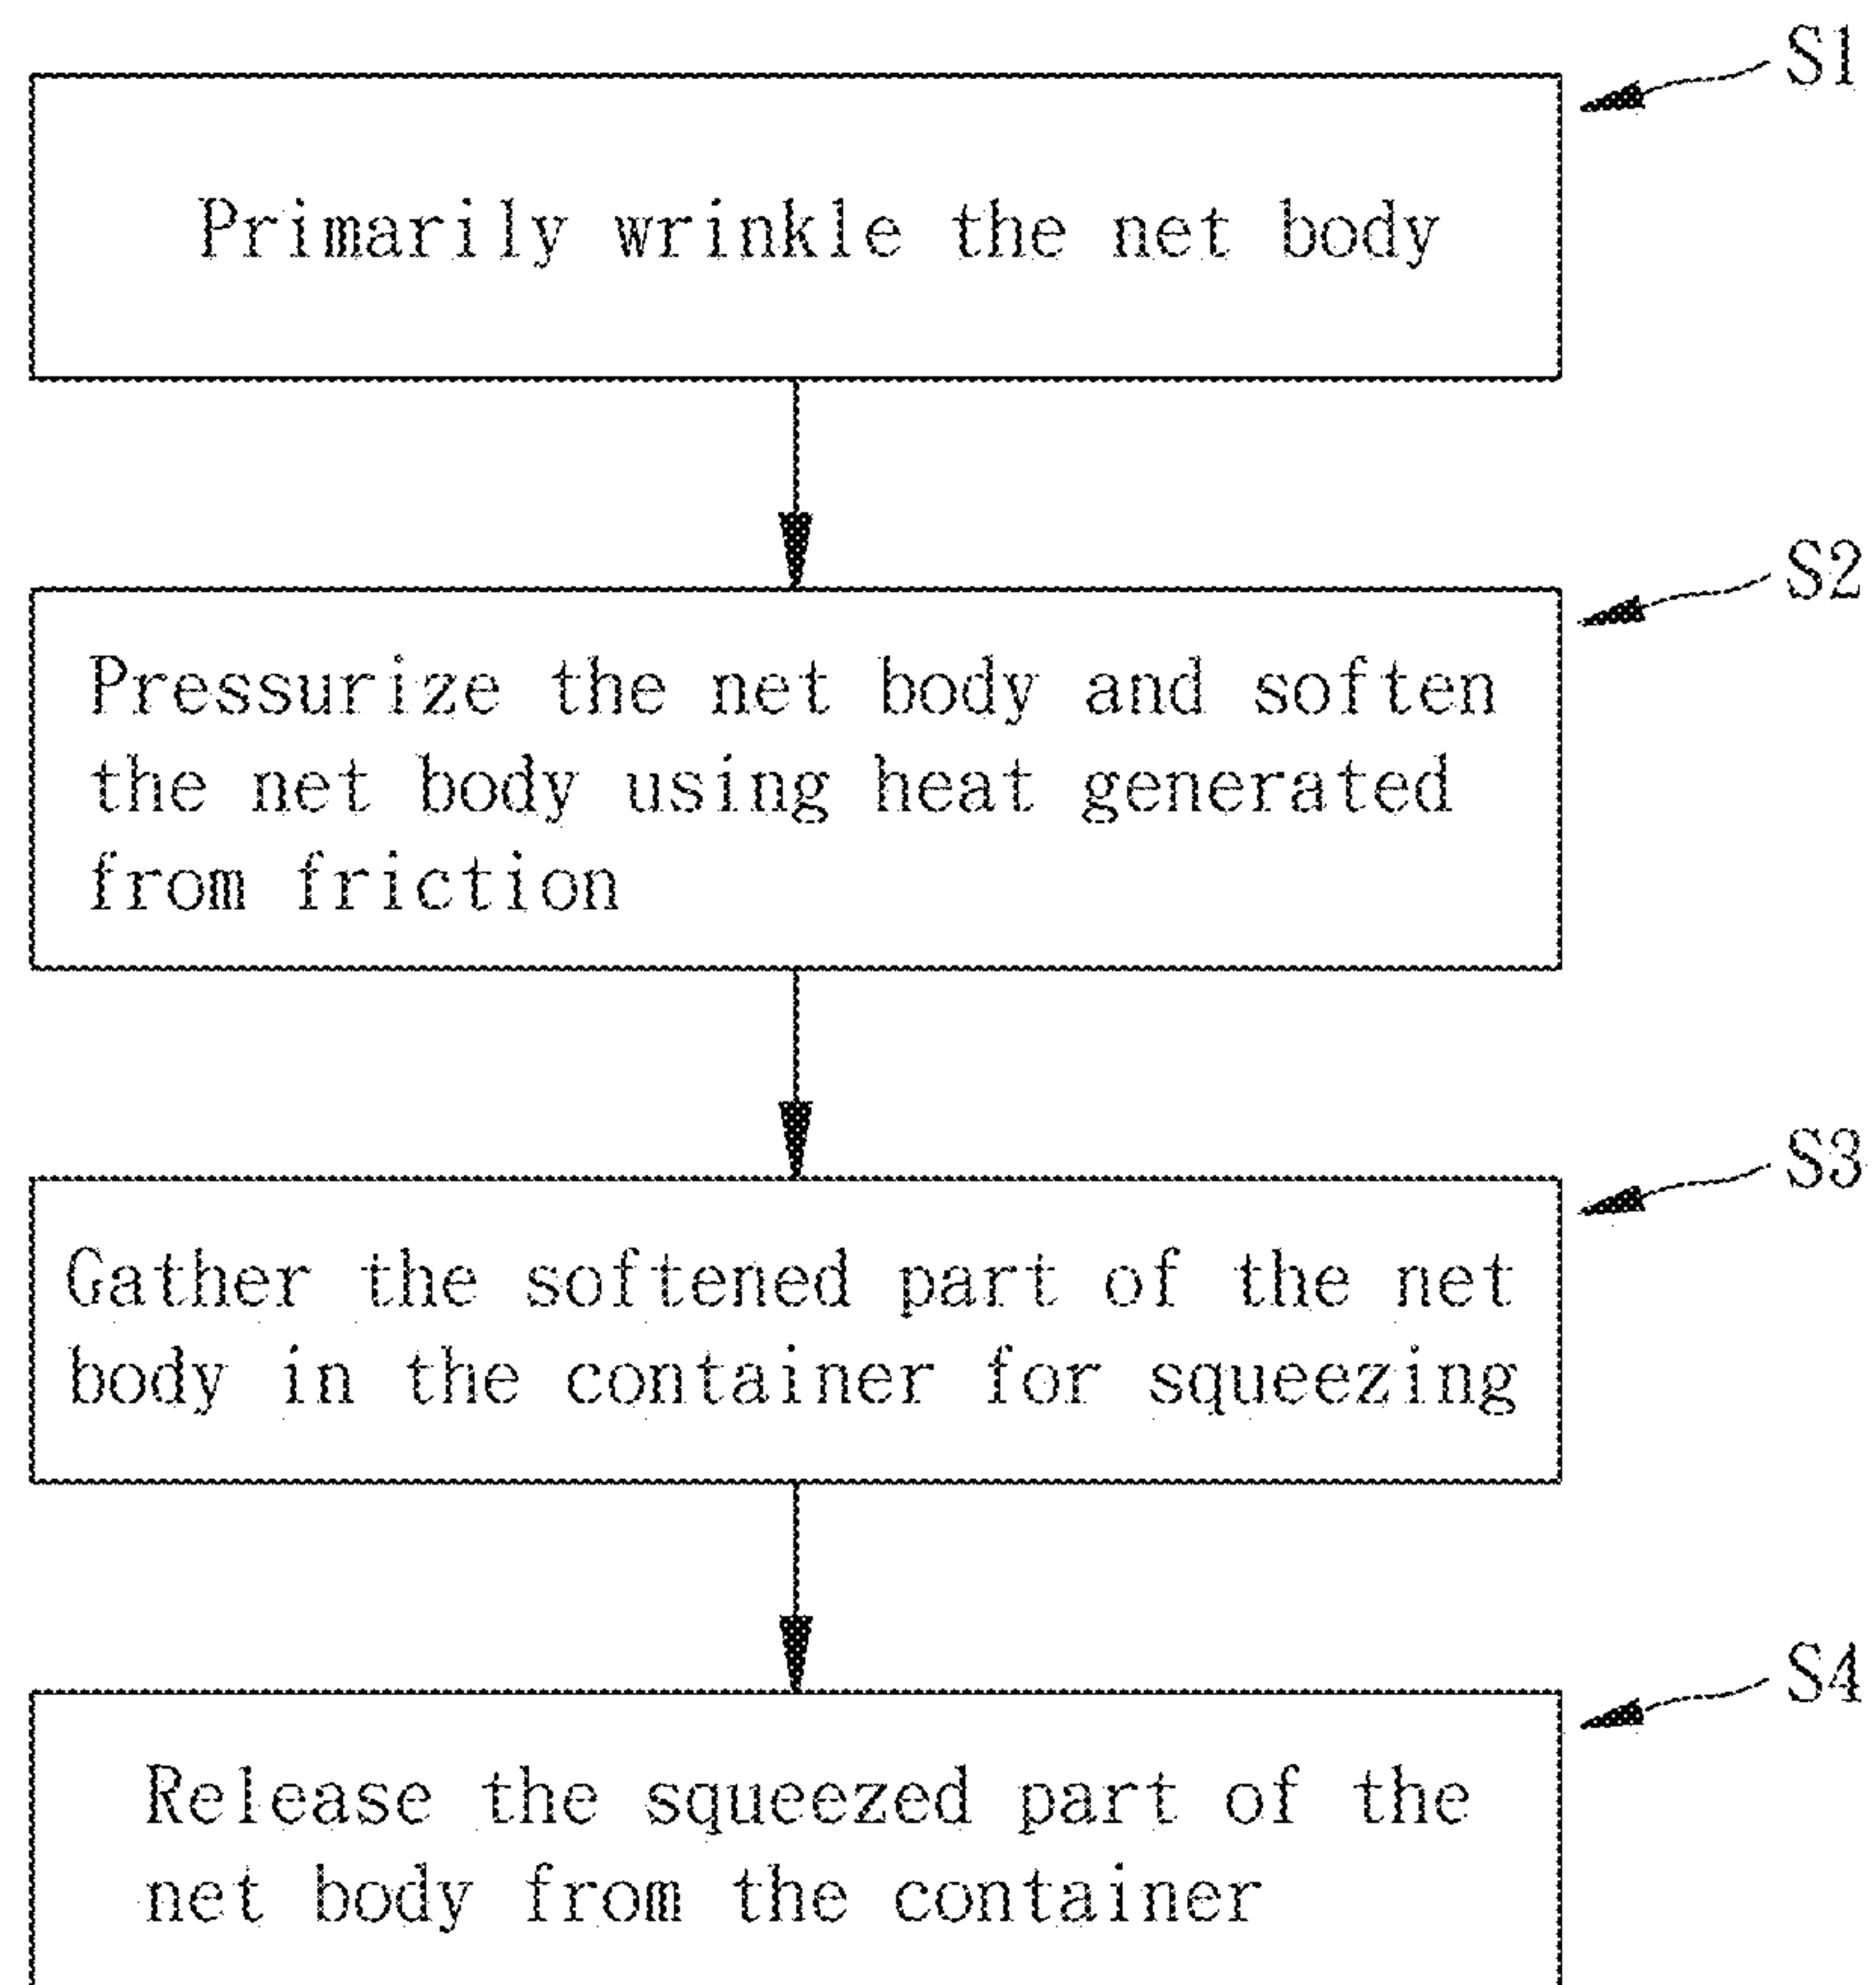 S1
Primarily wrinkle the net body
S2
Pressurize the net body and soften
the net body using heat generated
from friction
S3
Gather the softened part of the net
body in the container for squeezing
S4
Release the squeezed part of the
net body from the container